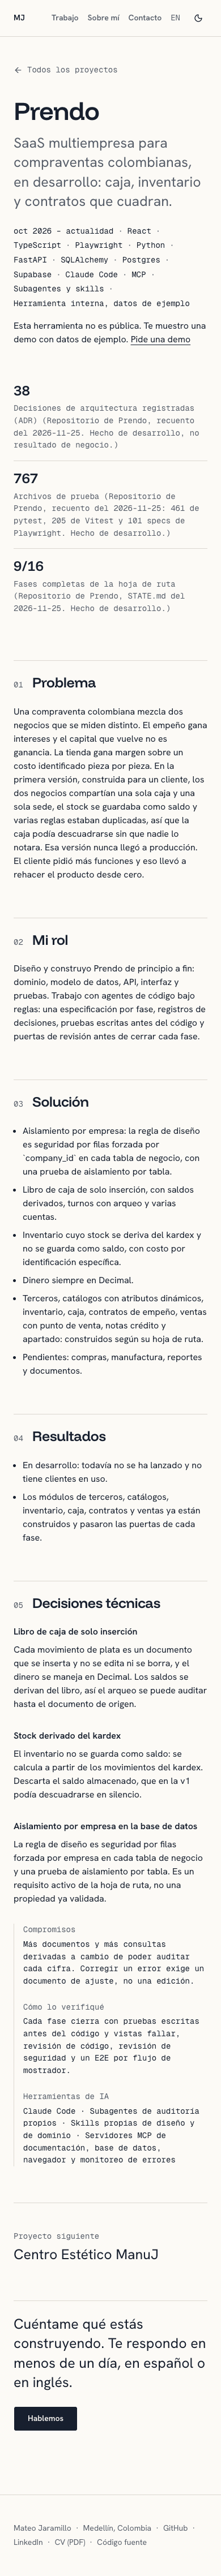 MJ Trabajo Sobre mí Contacto EN
← Todos los proyectos
Prendo
SaaS multiempresa para
compraventas colombianas,
en desarrollo: caja, inventario
y contratos que cuadran.
oct 2026 – actualidad · React ·
TypeScript · Playwright · Python ·
FastAPI · SQLAlchemy · Postgres ·
Supabase · Claude Code · MCP ·
Subagentes y skills ·
Herramienta interna, datos de ejemplo
Esta herramienta no es pública. Te muestro una
demo con datos de ejemplo. Pide una demo
38
Decisiones de arquitectura registradas
(ADR) (Repositorio de Prendo, recuento
del 2026-11-25. Hecho de desarrollo, no
resultado de negocio.)
767
Archivos de prueba (Repositorio de
Prendo, recuento del 2026-11-25: 461 de
pytest, 205 de Vitest y 101 specs de
Playwright. Hecho de desarrollo.)
9/16
Fases completas de la hoja de ruta
(Repositorio de Prendo, STATE.md del
2026-11-25. Hecho de desarrollo.)
01 Problema
Una compraventa colombiana mezcla dos
negocios que se miden distinto. El empeño gana
intereses y el capital que vuelve no es
ganancia. La tienda gana margen sobre un
costo identificado pieza por pieza. En la
primera versión, construida para un cliente, los
dos negocios compartían una sola caja y una
sola sede, el stock se guardaba como saldo y
varias reglas estaban duplicadas, así que la
caja podía descuadrarse sin que nadie lo
notara. Esa versión nunca llegó a producción.
El cliente pidió más funciones y eso llevó a
rehacer el producto desde cero.
02 Mi rol
Diseño y construyo Prendo de principio a fin:
dominio, modelo de datos, API, interfaz y
pruebas. Trabajo con agentes de código bajo
reglas: una especificación por fase, registros de
decisiones, pruebas escritas antes del código y
puertas de revisión antes de cerrar cada fase.
03 Solución
• Aislamiento por empresa: la regla de diseño
es seguridad por filas forzada por
`company_id` en cada tabla de negocio, con
una prueba de aislamiento por tabla.
• Libro de caja de solo inserción, con saldos
derivados, turnos con arqueo y varias
cuentas.
• Inventario cuyo stock se deriva del kardex y
no se guarda como saldo, con costo por
identificación específica.
• Dinero siempre en Decimal.
• Terceros, catálogos con atributos dinámicos,
inventario, caja, contratos de empeño, ventas
con punto de venta, notas crédito y
apartado: construidos según su hoja de ruta.
• Pendientes: compras, manufactura, reportes
y documentos.
04 Resultados
• En desarrollo: todavía no se ha lanzado y no
tiene clientes en uso.
• Los módulos de terceros, catálogos,
inventario, caja, contratos y ventas ya están
construidos y pasaron las puertas de cada
fase.
05 Decisiones técnicas
Libro de caja de solo inserción
Cada movimiento de plata es un documento
que se inserta y no se edita ni se borra, y el
dinero se maneja en Decimal. Los saldos se
derivan del libro, así el arqueo se puede auditar
hasta el documento de origen.
Stock derivado del kardex
El inventario no se guarda como saldo: se
calcula a partir de los movimientos del kardex.
Descarta el saldo almacenado, que en la v1
podía descuadrarse en silencio.
Aislamiento por empresa en la base de datos
La regla de diseño es seguridad por filas
forzada por empresa en cada tabla de negocio
y una prueba de aislamiento por tabla. Es un
requisito activo de la hoja de ruta, no una
propiedad ya validada.
Compromisos
Más documentos y más consultas
derivadas a cambio de poder auditar
cada cifra. Corregir un error exige un
documento de ajuste, no una edición.
Cómo lo verifiqué
Cada fase cierra con pruebas escritas
antes del código y vistas fallar,
revisión de código, revisión de
seguridad y un E2E por flujo de
mostrador.
Herramientas de IA
Claude Code · Subagentes de auditoría
propios · Skills propias de diseño y
de dominio · Servidores MCP de
documentación, base de datos,
navegador y monitoreo de errores
Proyecto siguiente
Centro Estético ManuJ
Cuéntame qué estás
construyendo. Te respondo en
menos de un día, en español o
en inglés.
Hablemos
Mateo Jaramillo · Medellín, Colombia · GitHub ·
LinkedIn · CV (PDF) · Código fuente